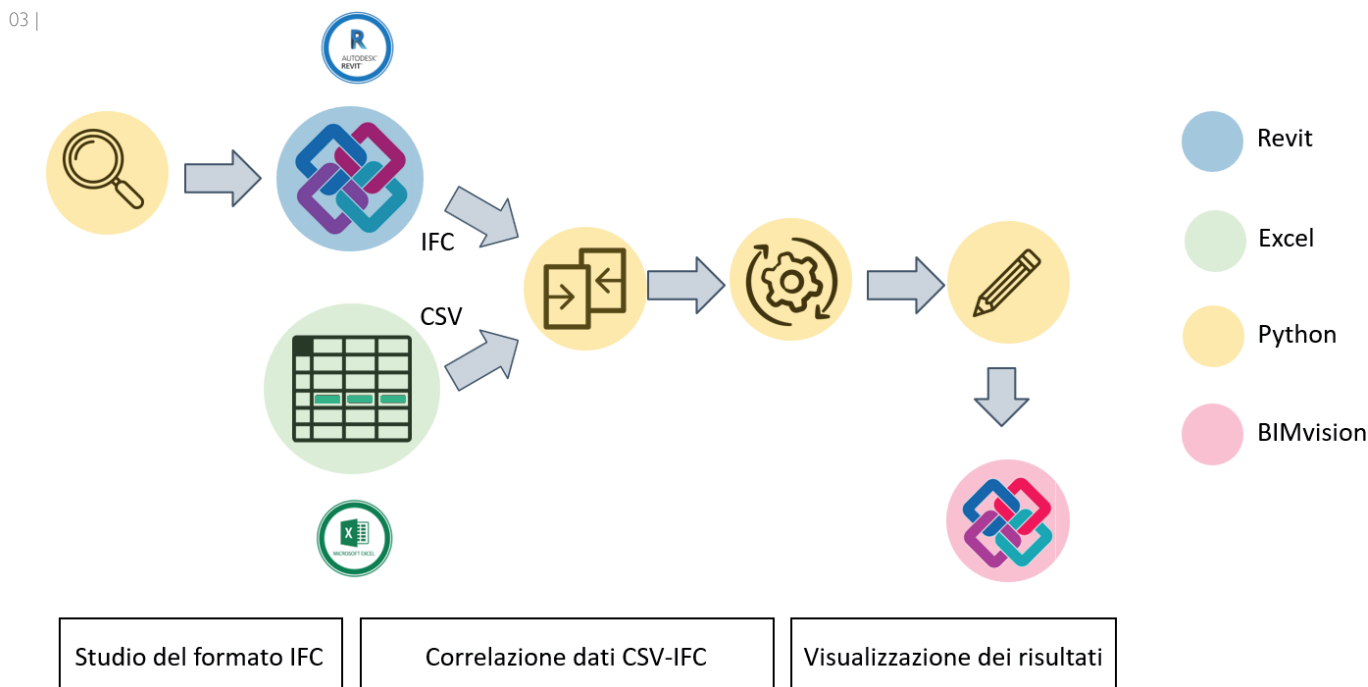 03 |
R
AUTODESK®
REVIT®
IFC
CSV
X
MICROSOFT EXCEL
Revit
Excel
Python
BIMvision
Studio del formato IFC
Correlazione dati CSV-IFC
Visualizzazione dei risultati